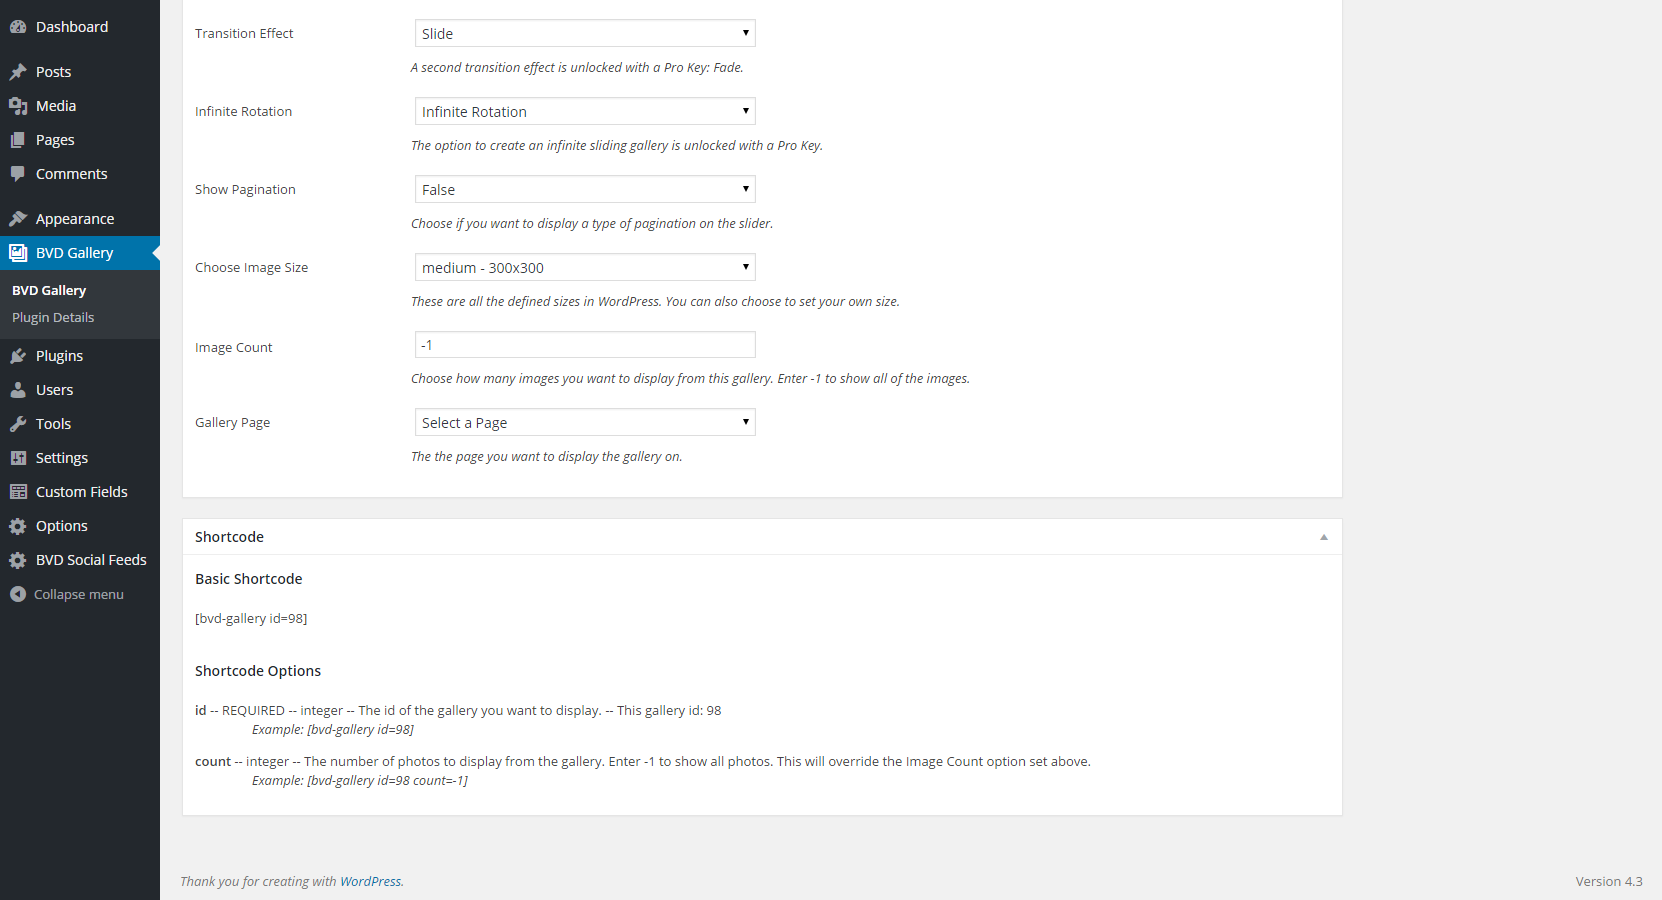 Dashboard
Posts
Media
Pages
Comments
Appearance
BVD Gallery
BVD Gallery
Plugin Details
Plugins
Users
Tools
Settings
Custom Fields
Options
BVD Social Feeds
Collapse menu
Transition Effect
Slide
A second transition effect is unlocked with a Pro Key: Fade.
Infinite Rotation
Infinite Rotation
The option to create an infinite sliding gallery is unlocked with a Pro Key.
Show Pagination
False
Choose if you want to display a type of pagination on the slider.
Choose Image Size
medium - 300x300
These are all the defined sizes in WordPress. You can also choose to set your own size.
Image Count
-1
Choose how many images you want to display from this gallery. Enter -1 to show all of the images.
Gallery Page
Select a Page
The the page you want to display the gallery on.
Shortcode
Basic Shortcode
[bvd-gallery id=98]
Shortcode Options
id -- REQUIRED -- integer -- The id of the gallery you want to display. -- This gallery id: 98
Example: [bvd-gallery id=98]
count -- integer -- The number of photos to display from the gallery. Enter -1 to show all photos. This will override the Image Count option set above.
Example: [bvd-gallery id=98 count=-1]
Thank you for creating with WordPress.
Version 4.3